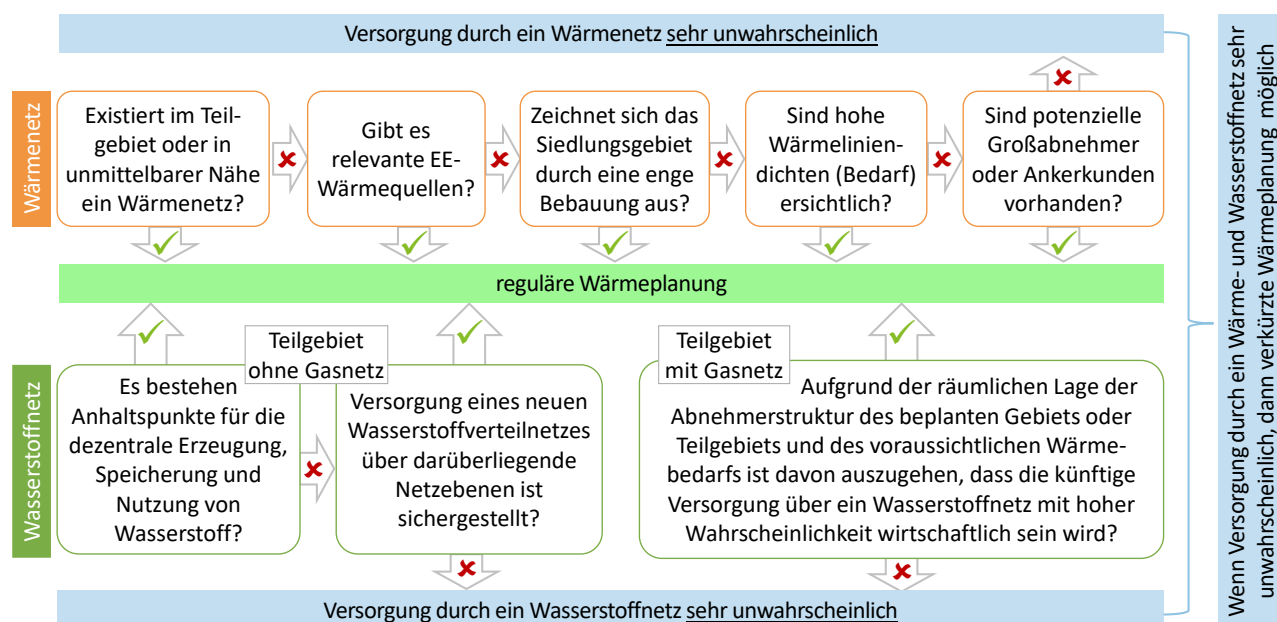 Versorgung durch ein Wärmenetz sehr unwahrscheinlich
Wärmenetz
Existiert im Teil-
gebiet oder in
unmittelbarer Nähe
ein Wärmenetz?
Gibt es
relevante EE-
Wärmequellen?
Zeichnet sich das
Siedlungsgebiet
durch eine enge
Bebauung aus?
Sind hohe
Wärmelinien-
dichten (Bedarf)
ersichtlich?
Sind potenzielle
Großabnehmer
oder Ankerkunden
vorhanden?
reguläre Wärmeplanung
Wasserstoffnetz
Teilgebiet
ohne Gasnetz
Es bestehen
Anhaltspunkte für die
dezentrale Erzeugung,
Speicherung und
Nutzung von
Wasserstoff?
Versorgung eines neuen
Wasserstoffverteilnetzes
über darüberliegende
Netzebenen ist
sichergestellt?
Teilgebiet
mit Gasnetz
Aufgrund der räumlichen Lage der
Abnehmerstruktur des beplanten Gebiets oder
Teilgebiets und des voraussichtlichen Wärme-
bedarfs ist davon auszugehen, dass die künftige
Versorgung über ein Wasserstoffnetz mit hoher
Wahrscheinlichkeit wirtschaftlich sein wird?
Versorgung durch ein Wasserstoffnetz sehr unwahrscheinlich
Wenn Versorgung durch ein Wärme- und Wasserstoffnetz sehr
unwahrscheinlich, dann verkürzte Wärmeplanung möglich